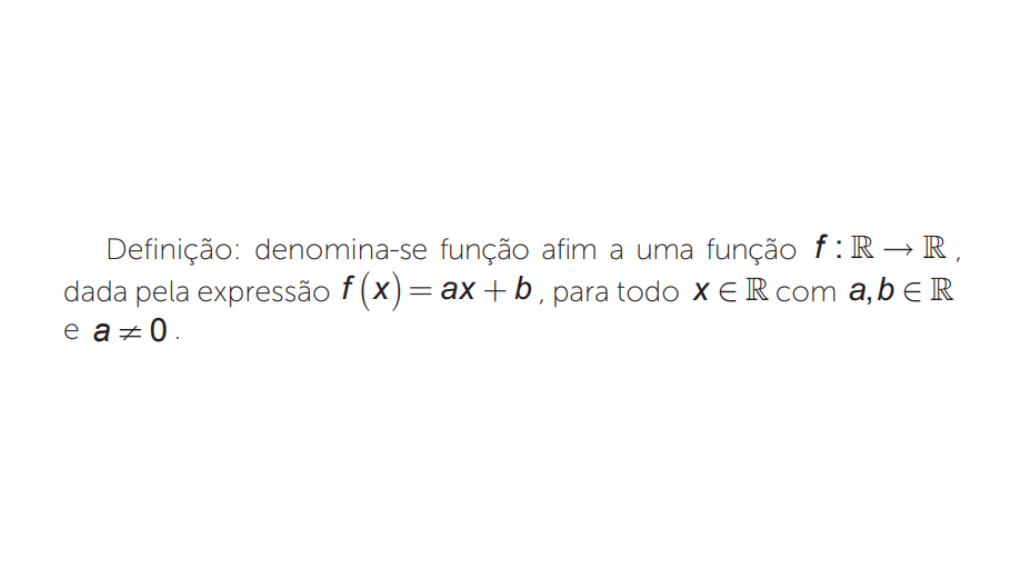 Definição: denomina-se função afim a uma função f : ℝ → ℝ ,
dada pela expressão f (x) = ax + b , para todo x ∈ ℝ com a, b ∈ ℝ
e a ≠ 0 .